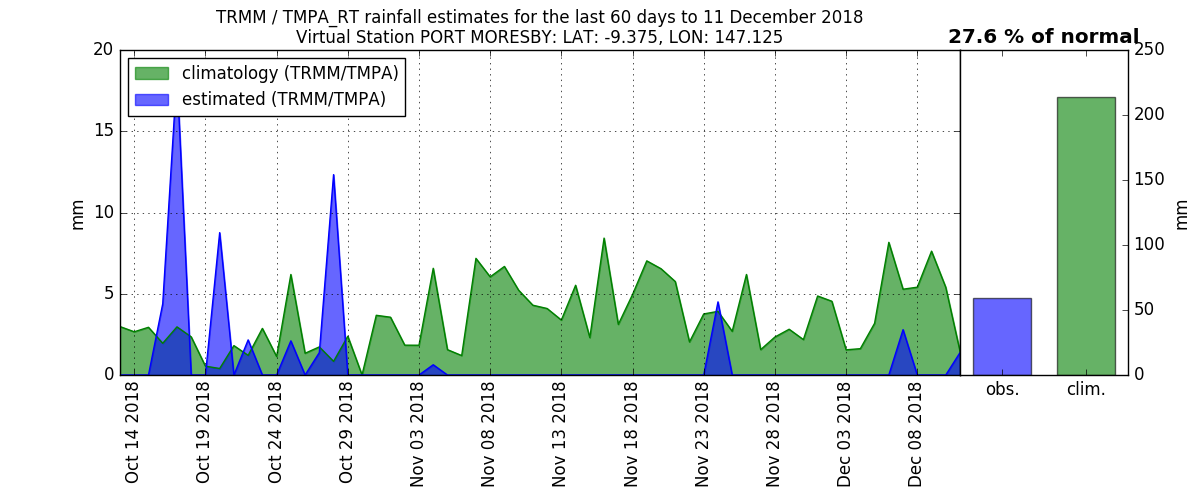 TRMM / TMPA_RT rainfall estimates for the last 60 days to 11 December 2018
Virtual Station PORT MORESBY: LAT: -9.375, LON: 147.125
27.6 % of normal
climatology (TRMM/TMPA)
estimated (TRMM/TMPA)
20
15
10
5
0
mm
250
200
150
100
50
0
mm
Oct 14 2018
Oct 19 2018
Oct 24 2018
Oct 29 2018
Nov 03 2018
Nov 08 2018
Nov 13 2018
Nov 18 2018
Nov 23 2018
Nov 28 2018
Dec 03 2018
Dec 08 2018
obs.
clim.